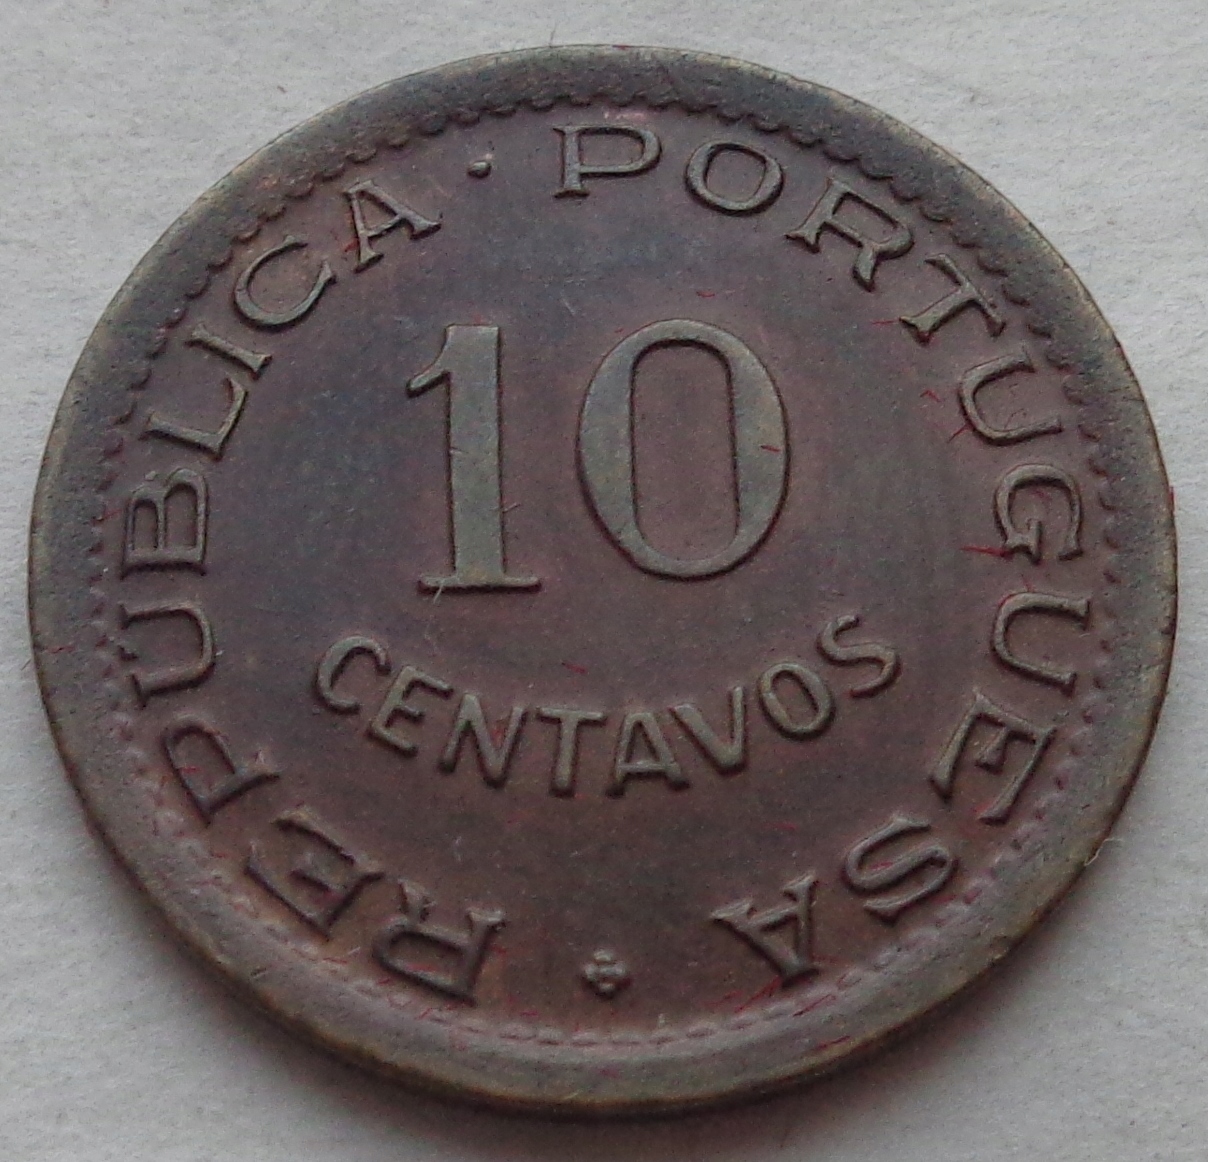 REPUBLICA · PORTUGUESA
10
CENTAVOS